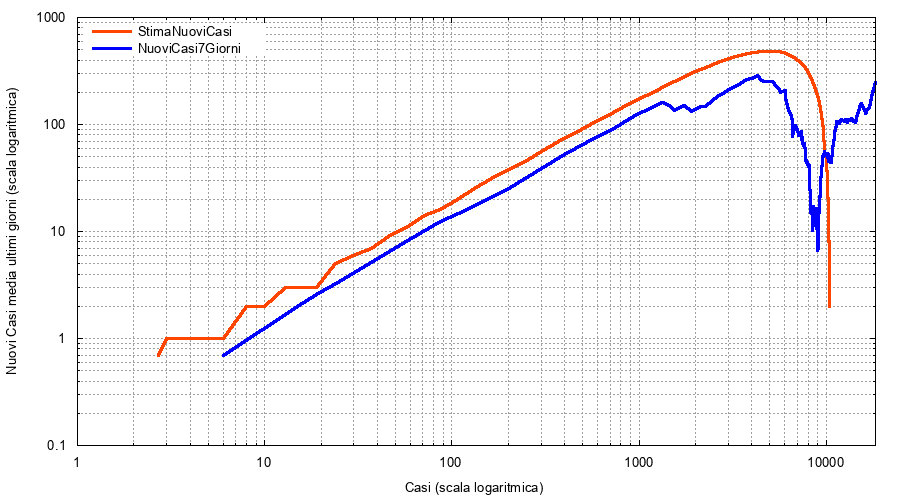 1000
StimaNuoviCasi
NuoviCasi7Giorni
100
10
1
0.1
1
10
100
1000
10000
Nuovi Casi media ultimi giorni (scala logaritmica)
Casi (scala logaritmica)